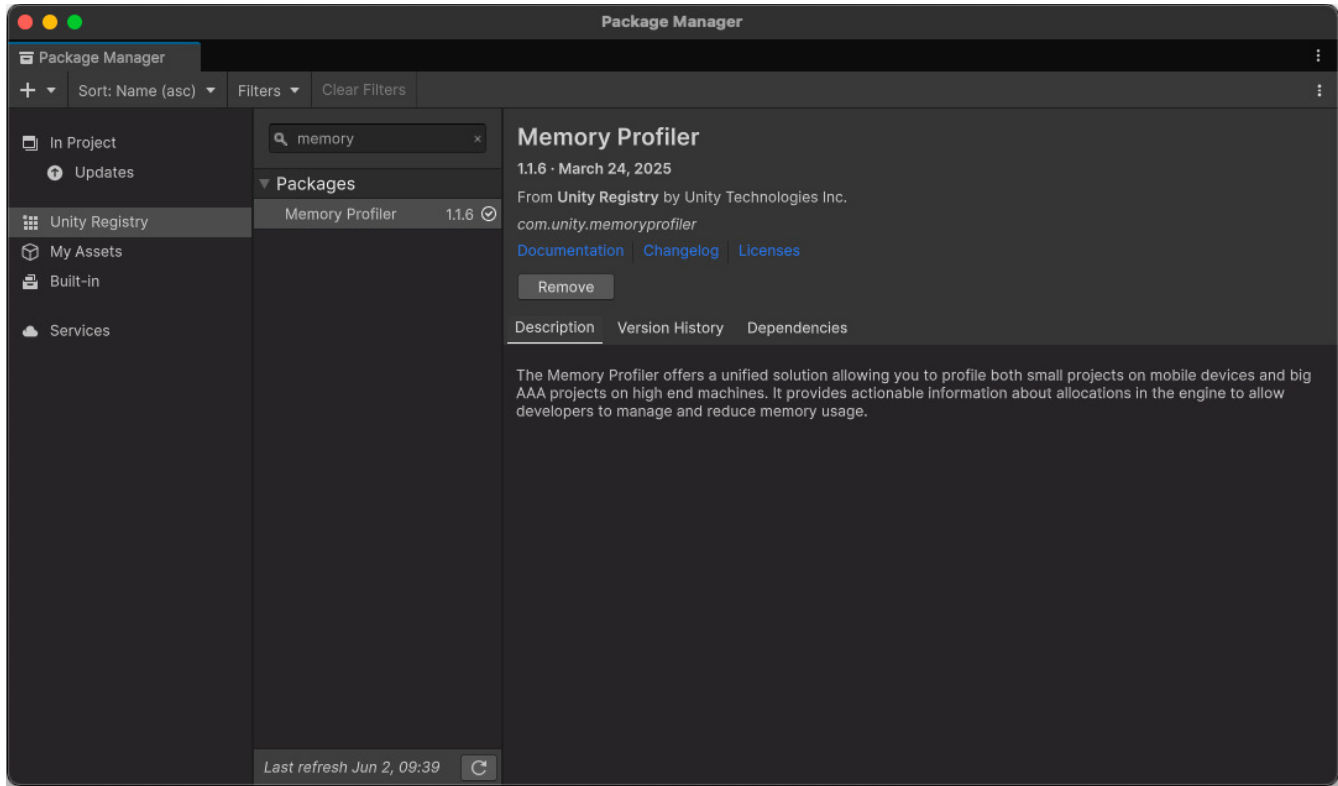 Package Manager
Package Manager
Sort: Name (asc)
Filters
Clear Filters
In Project
Updates
Unity Registry
My Assets
Built-in
Services
memory
Packages
Memory Profiler 1.1.6
Last refresh Jun 2, 09:39
Memory Profiler
1.1.6 · March 24, 2025
From Unity Registry by Unity Technologies Inc.
com.unity.memoryprofiler
Documentation Changelog Licenses
Remove
Description Version History Dependencies
The Memory Profiler offers a unified solution allowing you to profile both small projects on mobile devices and big
AAA projects on high end machines. It provides actionable information about allocations in the engine to allow
developers to manage and reduce memory usage.